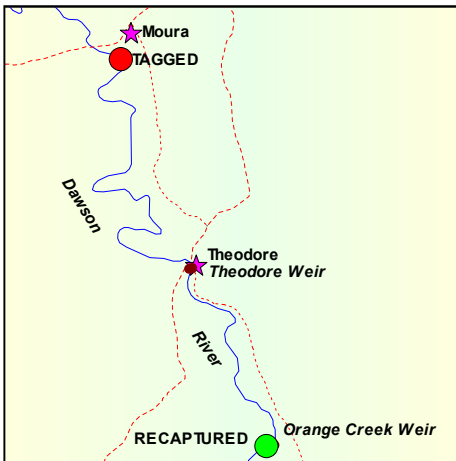 Moura
TAGGED
Dawson
Theodore
Theodore Weir
River
Orange Creek Weir
RECAPTURED